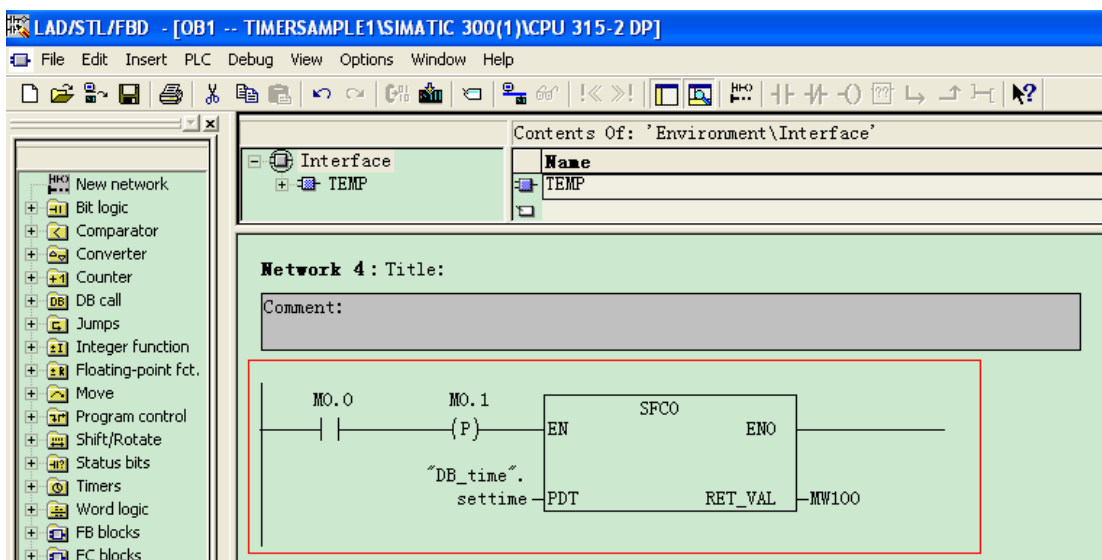 LAD/STL/FBD - [OB1 -- TIMERSAMPLE1\SIMATIC 300(1)\CPU 315-2 DP]
File Edit Insert PLC Debug View Options Window Help
Contents Of: 'Environment\Interface'
Interface
TEMP
Name
TEMP
New network
Bit logic
Comparator
Converter
Counter
DB call
Jumps
Integer function
Floating-point fct.
Move
Program control
Shift/Rotate
Status bits
Timers
Word logic
FB blocks
FC blocks
Network 4 : Title:
Comment:
M0.0 M0.1
SFC0
(P) EN ENO
"DB_time".
settime PDT RET_VAL MW100